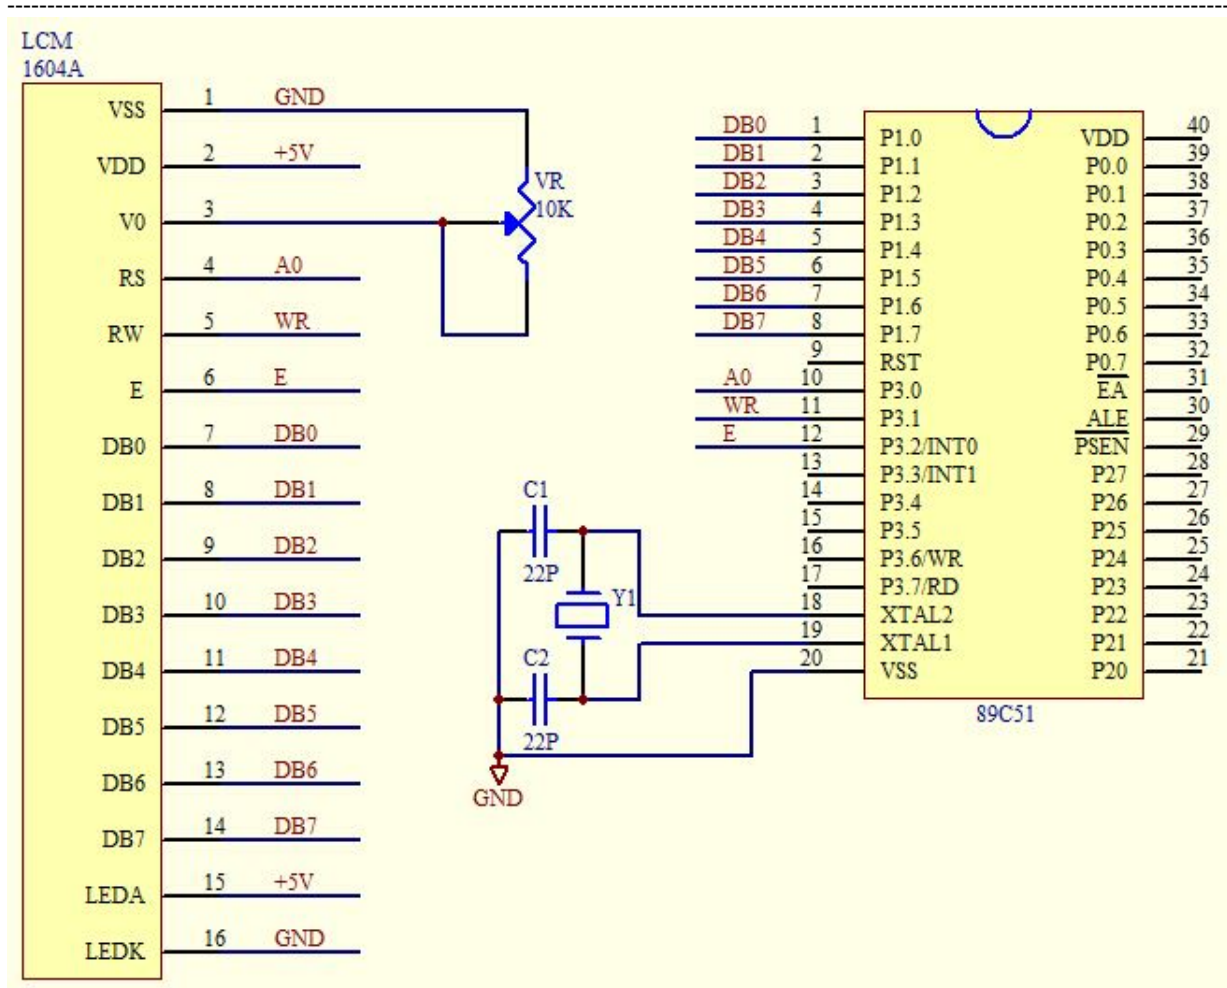 LCM
1604A
VSS 1 GND
VDD 2 +5V
V0 3
RS 4 A0
RW 5 WR
E 6 E
DB0 7 DB0
DB1 8 DB1
DB2 9 DB2
DB3 10 DB3
DB4 11 DB4
DB5 12 DB5
DB6 13 DB6
DB7 14 DB7
LEDA 15 +5V
LEDK 16 GND
VR
10K
C1
22P
Y1
C2
22P
GND
DB0 1 P1.0 VDD 40
DB1 2 P1.1 P0.0 39
DB2 3 P1.2 P0.1 38
DB3 4 P1.3 P0.2 37
DB4 5 P1.4 P0.3 36
DB5 6 P1.5 P0.4 35
DB6 7 P1.6 P0.5 34
DB7 8 P1.7 P0.6 33
9 RST P0.7 32
A0 10 P3.0 EA 31
WR 11 P3.1 ALE 30
E 12 P3.2/INT0 PSEN 29
13 P3.3/INT1 P27 28
14 P3.4 P26 27
15 P3.5 P25 26
16 P3.6/WR P24 25
17 P3.7/RD P23 24
18 XTAL2 P22 23
19 XTAL1 P21 22
20 VSS P20 21
89C51